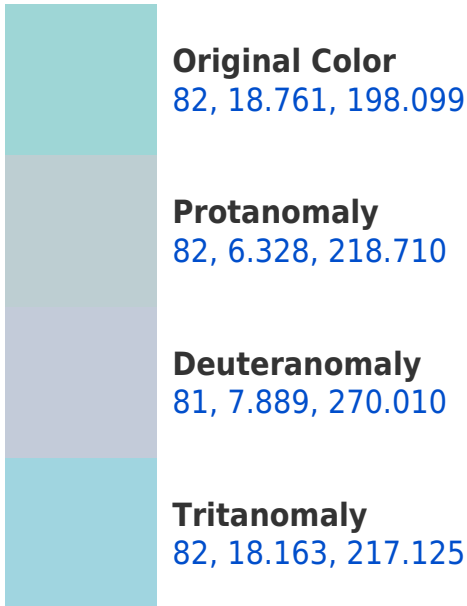 Original Color
82, 18.761, 198.099
Protanomaly
82, 6.328, 218.710
Deuteranomaly
81, 7.889, 270.010
Tritanomaly
82, 18.163, 217.125